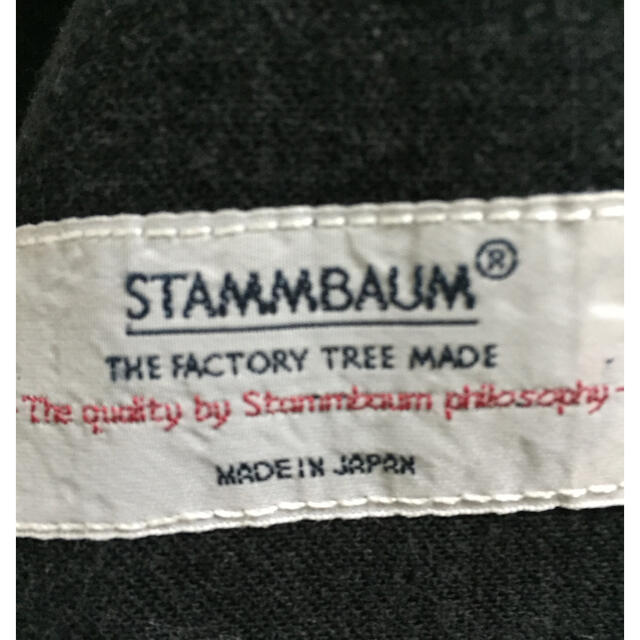 STAMMBAUM®
THE FACTORY TREE MADE
- The quality by Stammbaum philosophy -
MADE IN JAPAN